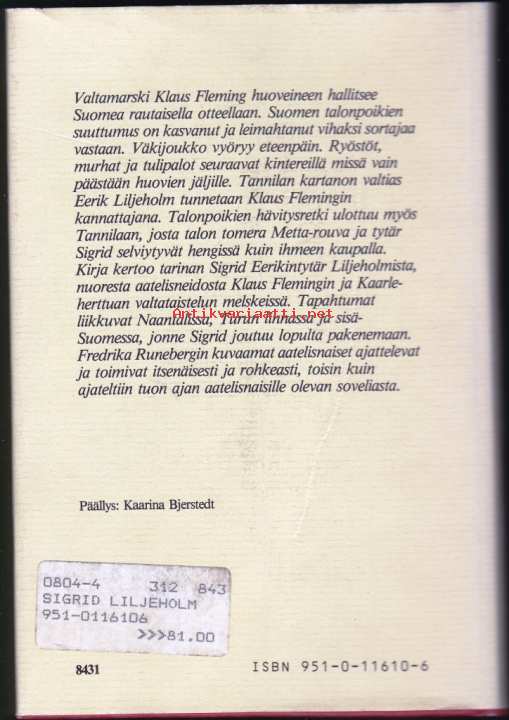 Valtamarski Klaus Fleming huoveineen hallitsee
Suomea rautaisella otteellaan. Suomen talonpoikien
suuttumus on kasvanut ja leimahtanut vihaksi sortajaa
vastaan. Väkijoukko vyöryy eteenpäin. Ryöstöt,
murhat ja tulipalot seuraavat kintereillä missä vain
päästään huovien jäljille. Tannilan kartanon valtias
Eerik Liljeholm tunnetaan Klaus Flemingin
kannattajana. Talonpoikien hävitysretki ulottuu myös
Tannilaan, josta talon tomera Metta-rouva ja tytär
Sigrid selviytyvät hengissä kuin ihmeen kaupalla.
Kirja kertoo tarinan Sigrid Eerikintytär Liljeholmista,
nuoresta aatelisneidosta Klaus Flemingin ja Kaarle-
herttuan valtataistelun melskeissä. Tapahtumat
Antikvariaatti.net
liikkuvat Naantalissa, Turun linnassa ja sisä-
Suomessa, jonne Sigrid joutuu lopulta pakenemaan.
Fredrika Runebergin kuvaamat aatelisnaiset ajattelevat
ja toimivat itsenäisesti ja rohkeasti, toisin kuin
ajateltiin tuon ajan aatelisnaisille olevan soveliasta.
Päällys: Kaarina Bjerstedt
0804-4 312 843
SIGRID LILJEHOLM
951-0116106
>>>81.00
8431
ISBN 951-0-11610-6